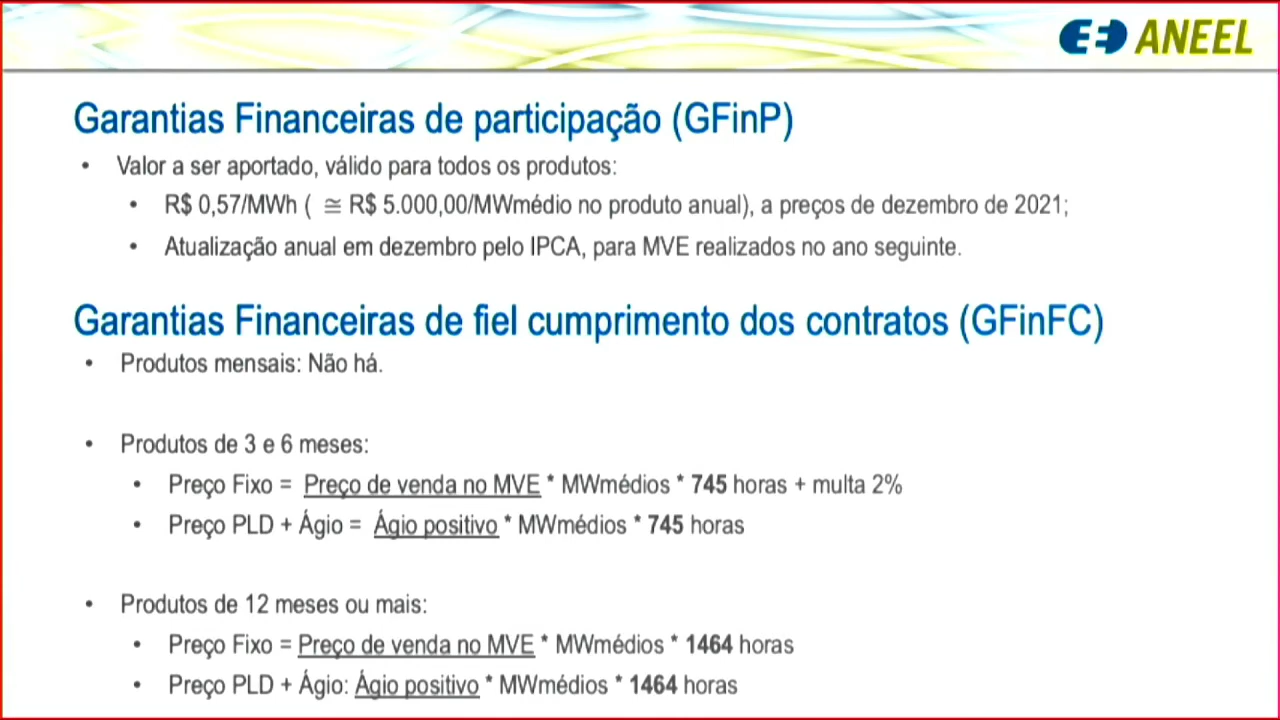 ANEEL
Garantias Financeiras de participação (GFinP)
• Valor a ser aportado, válido para todos os produtos:
• R$ 0,57/MWh ( ≅ R$ 5.000,00/MWmédio no produto anual), a preços de dezembro de 2021;
• Atualização anual em dezembro pelo IPCA, para MVE realizados no ano seguinte.
Garantias Financeiras de fiel cumprimento dos contratos (GFinFC)
• Produtos mensais: Não há.
• Produtos de 3 e 6 meses:
• Preço Fixo = Preço de venda no MVE * MWmédios * 745 horas + multa 2%
• Preço PLD + Ágio = Ágio positivo * MWmédios * 745 horas
• Produtos de 12 meses ou mais:
• Preço Fixo = Preço de venda no MVE * MWmédios * 1464 horas
• Preço PLD + Ágio: Ágio positivo * MWmédios * 1464 horas